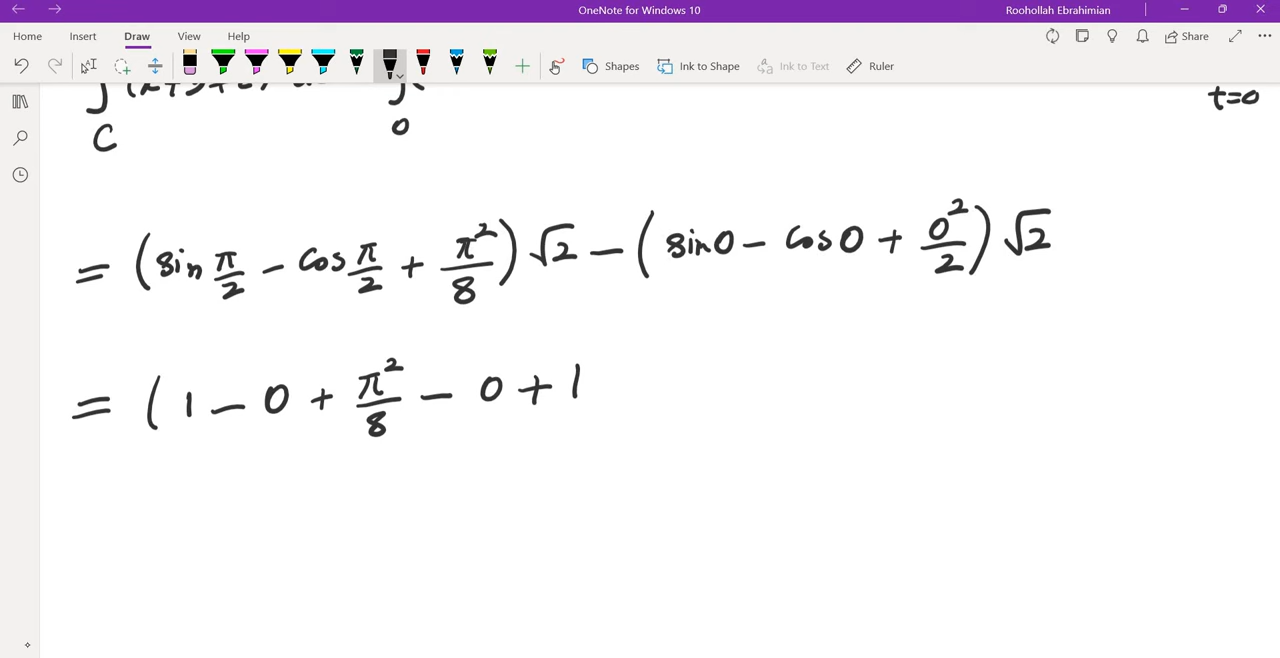 OneNote for Windows 10
Roohollah Ebrahimian
Home Insert Draw View Help
Share
Shapes Ink to Shape Ink to Text Ruler
C 0 t=0
= (sin π/2 - cos π/2 + π²/8) √2 - (sin 0 - cos 0 + 0²/2) √2
= (1 - 0 + π²/8 - 0 + 1